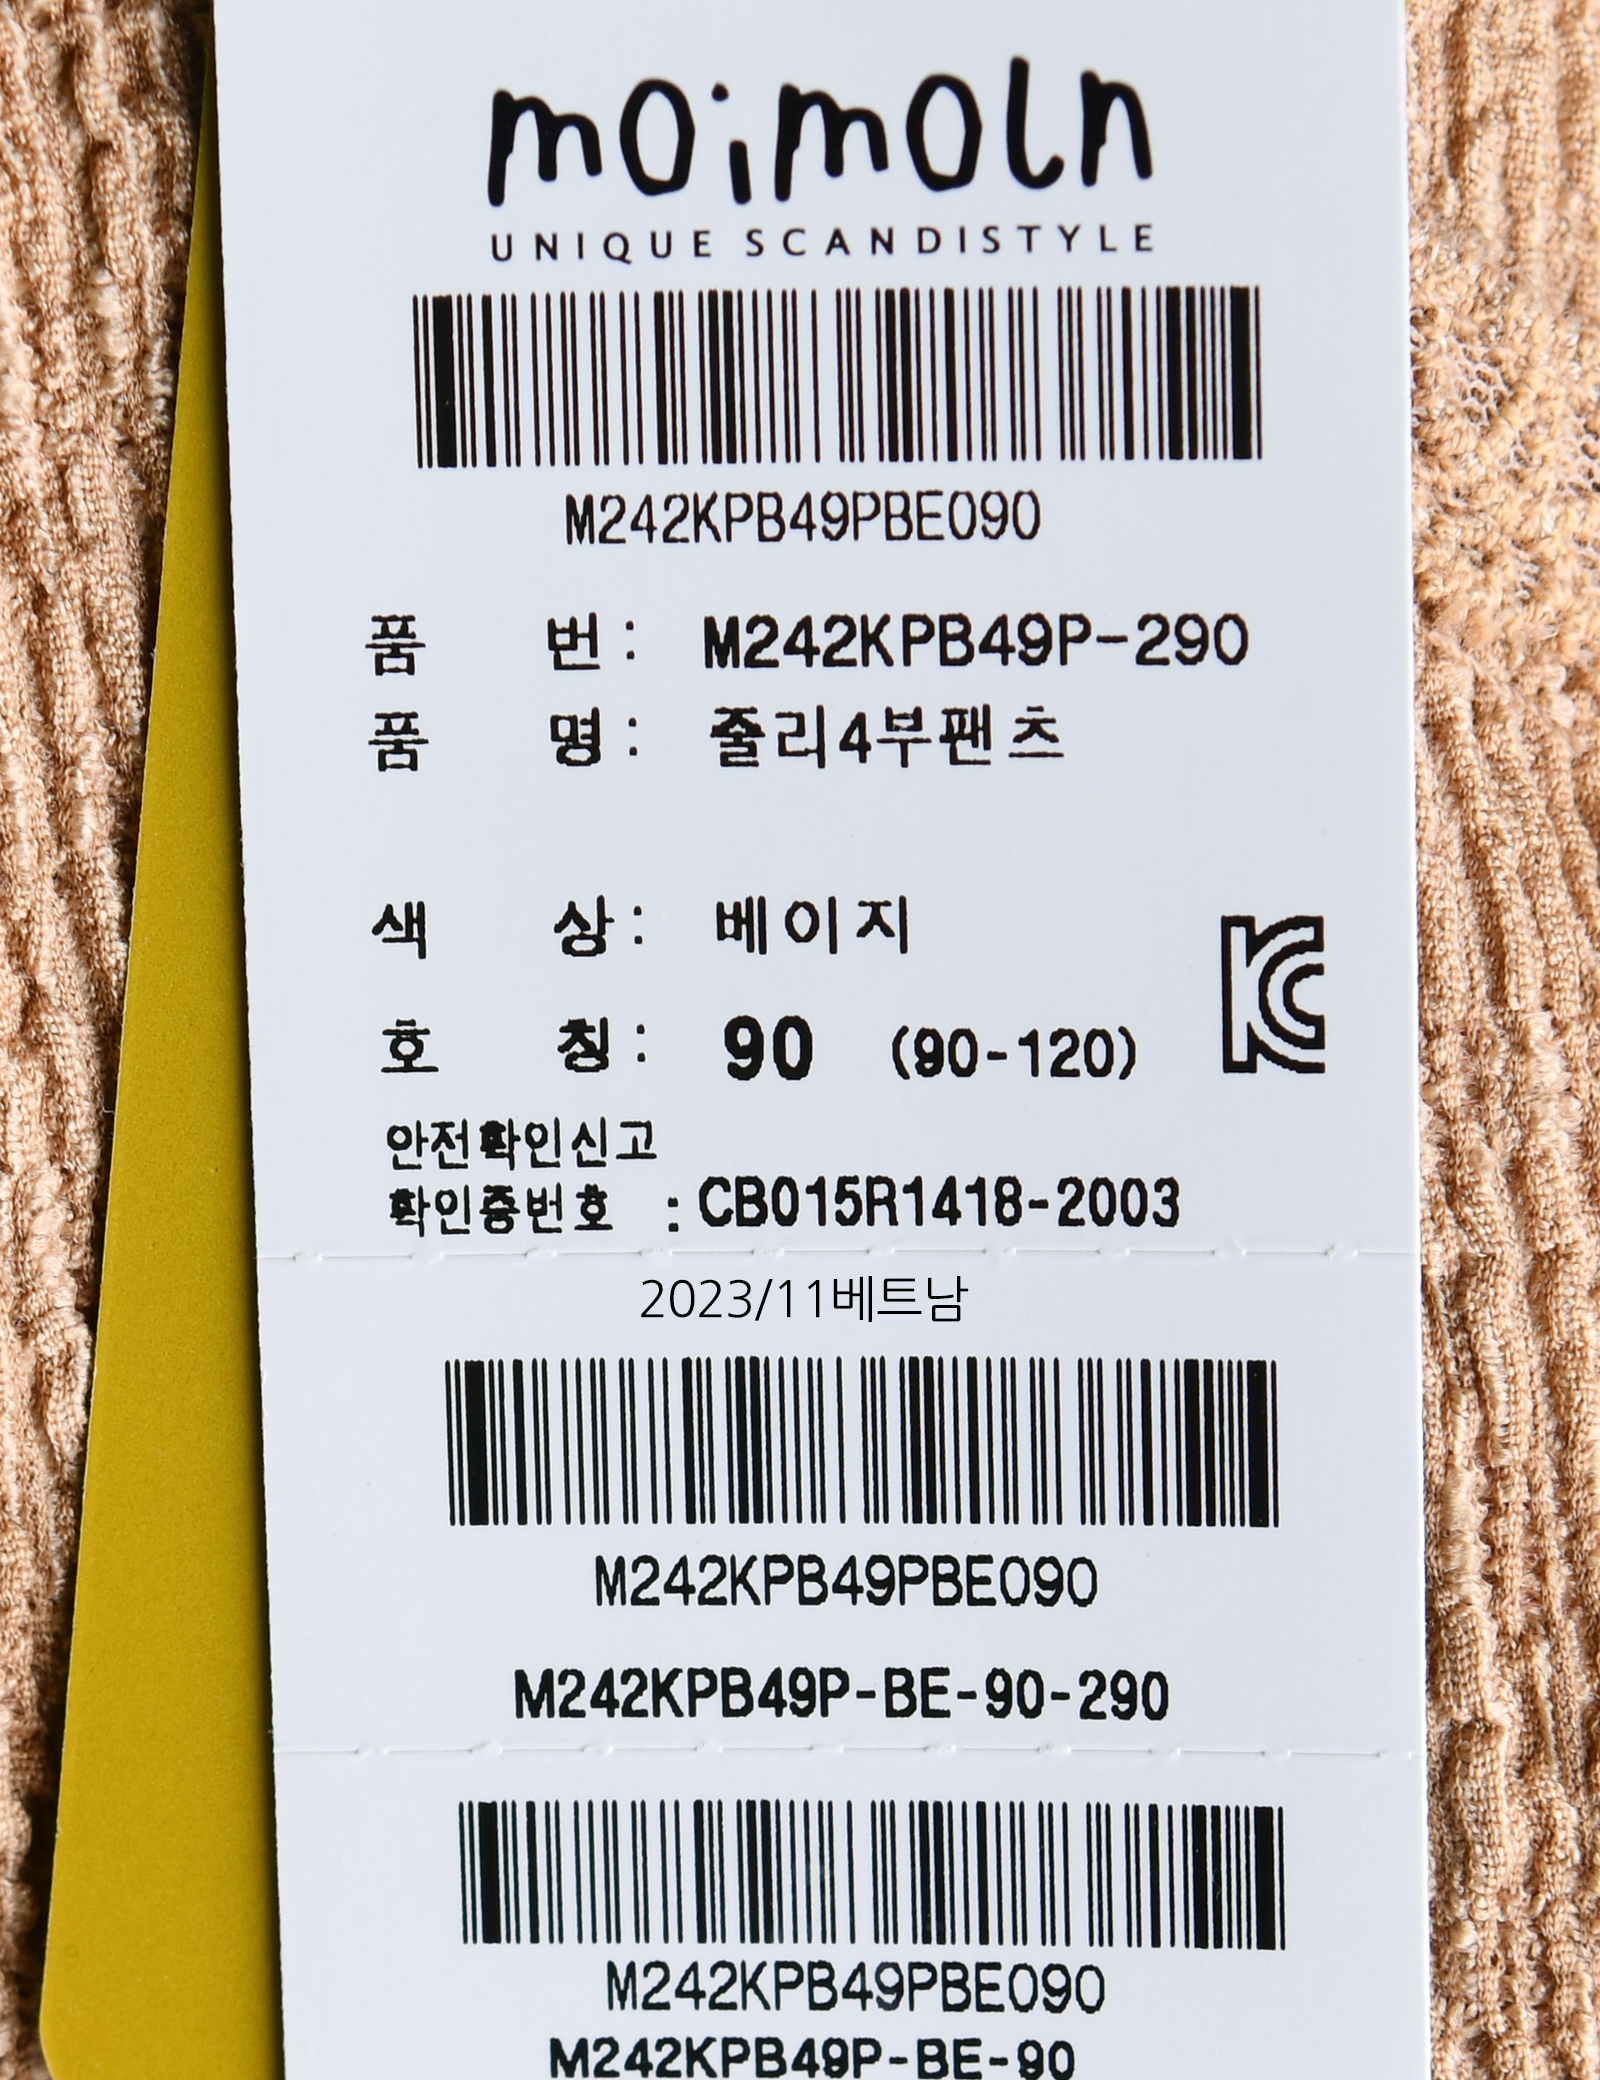 moimoln
UNIQUE SCANDISTYLE
M242KPB49PBE090
품 번 : M242KPB49P-290
품 명 : 줄리4부팬츠
색 상 : 베이지
호 칭 : 90 (90-120)
안전확인신고
확인증번호 : CB015R1418-2003
2023/11베트남
M242KPB49PBE090
M242KPB49P-BE-90-290
M242KPB49PBE090
M242KPB49P-BE-90